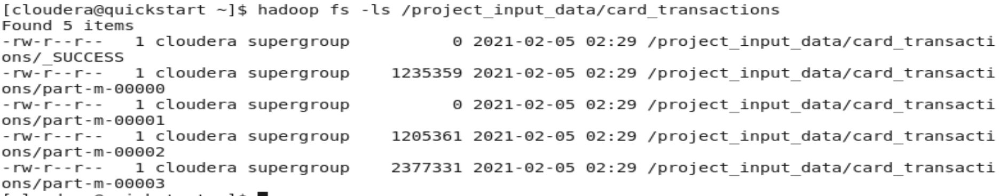 [cloudera@quickstart ~]$ hadoop fs -ls /project_input_data/card_transactions
Found 5 items
-rw-r--r--   1 cloudera supergroup          0 2021-02-05 02:29 /project_input_data/card_transacti
ons/_SUCCESS
-rw-r--r--   1 cloudera supergroup    1235359 2021-02-05 02:29 /project_input_data/card_transacti
ons/part-m-00000
-rw-r--r--   1 cloudera supergroup          0 2021-02-05 02:29 /project_input_data/card_transacti
ons/part-m-00001
-rw-r--r--   1 cloudera supergroup    1205361 2021-02-05 02:29 /project_input_data/card_transacti
ons/part-m-00002
-rw-r--r--   1 cloudera supergroup    2377331 2021-02-05 02:29 /project_input_data/card_transacti
ons/part-m-00003